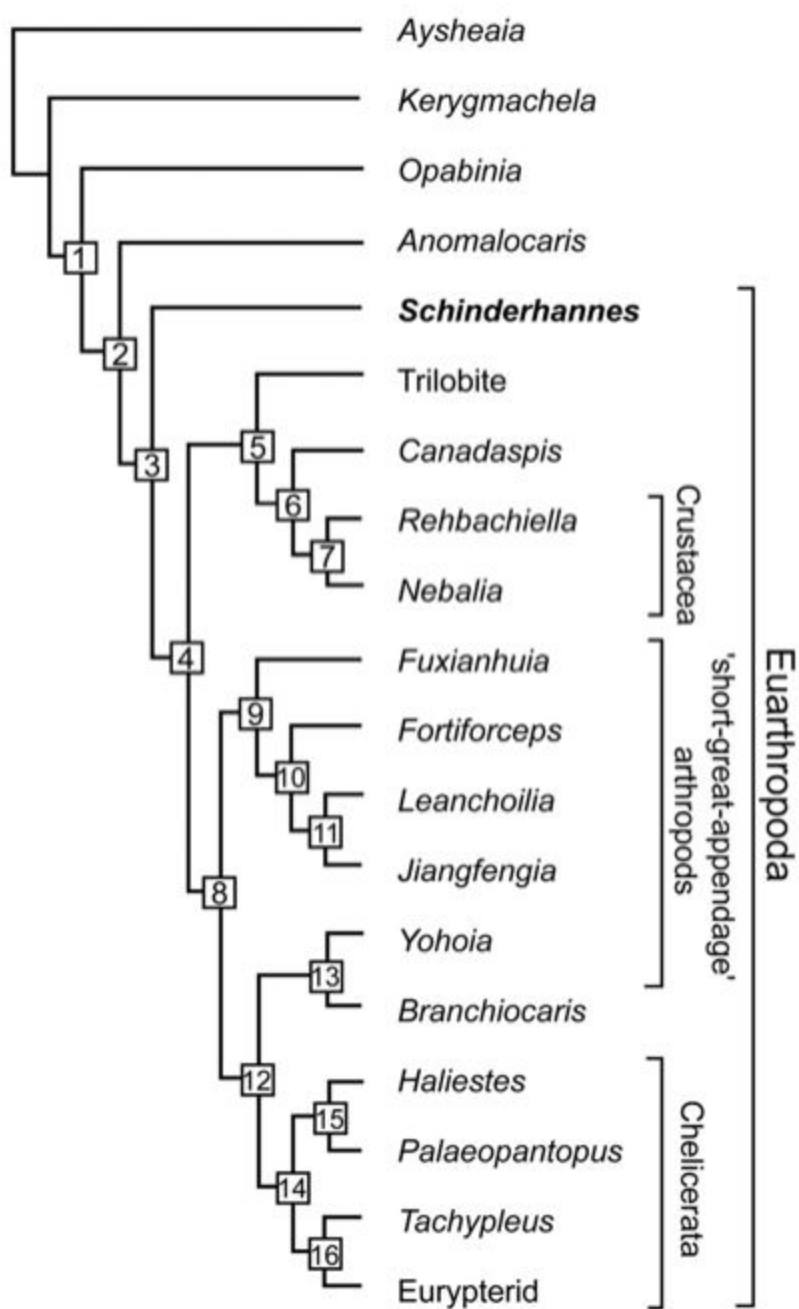 Aysheaia
Kerygmachela
Opabinia
1
Anomalocaris
2
Schinderhannes
3
Trilobite
5
Canadaspis
6
Rehbachiella
7
Nebalia
Crustacea
4
Fuxianhuia
9
Fortiforceps
10
Leanchoilia
11
Jiangfengia
8
Yohoia
13
Branchiocaris
'short-great-appendage'
arthropods
Euarthropoda
12
Haliestes
15
Palaeopantopus
14
Tachypleus
16
Eurypterid
Chelicerata